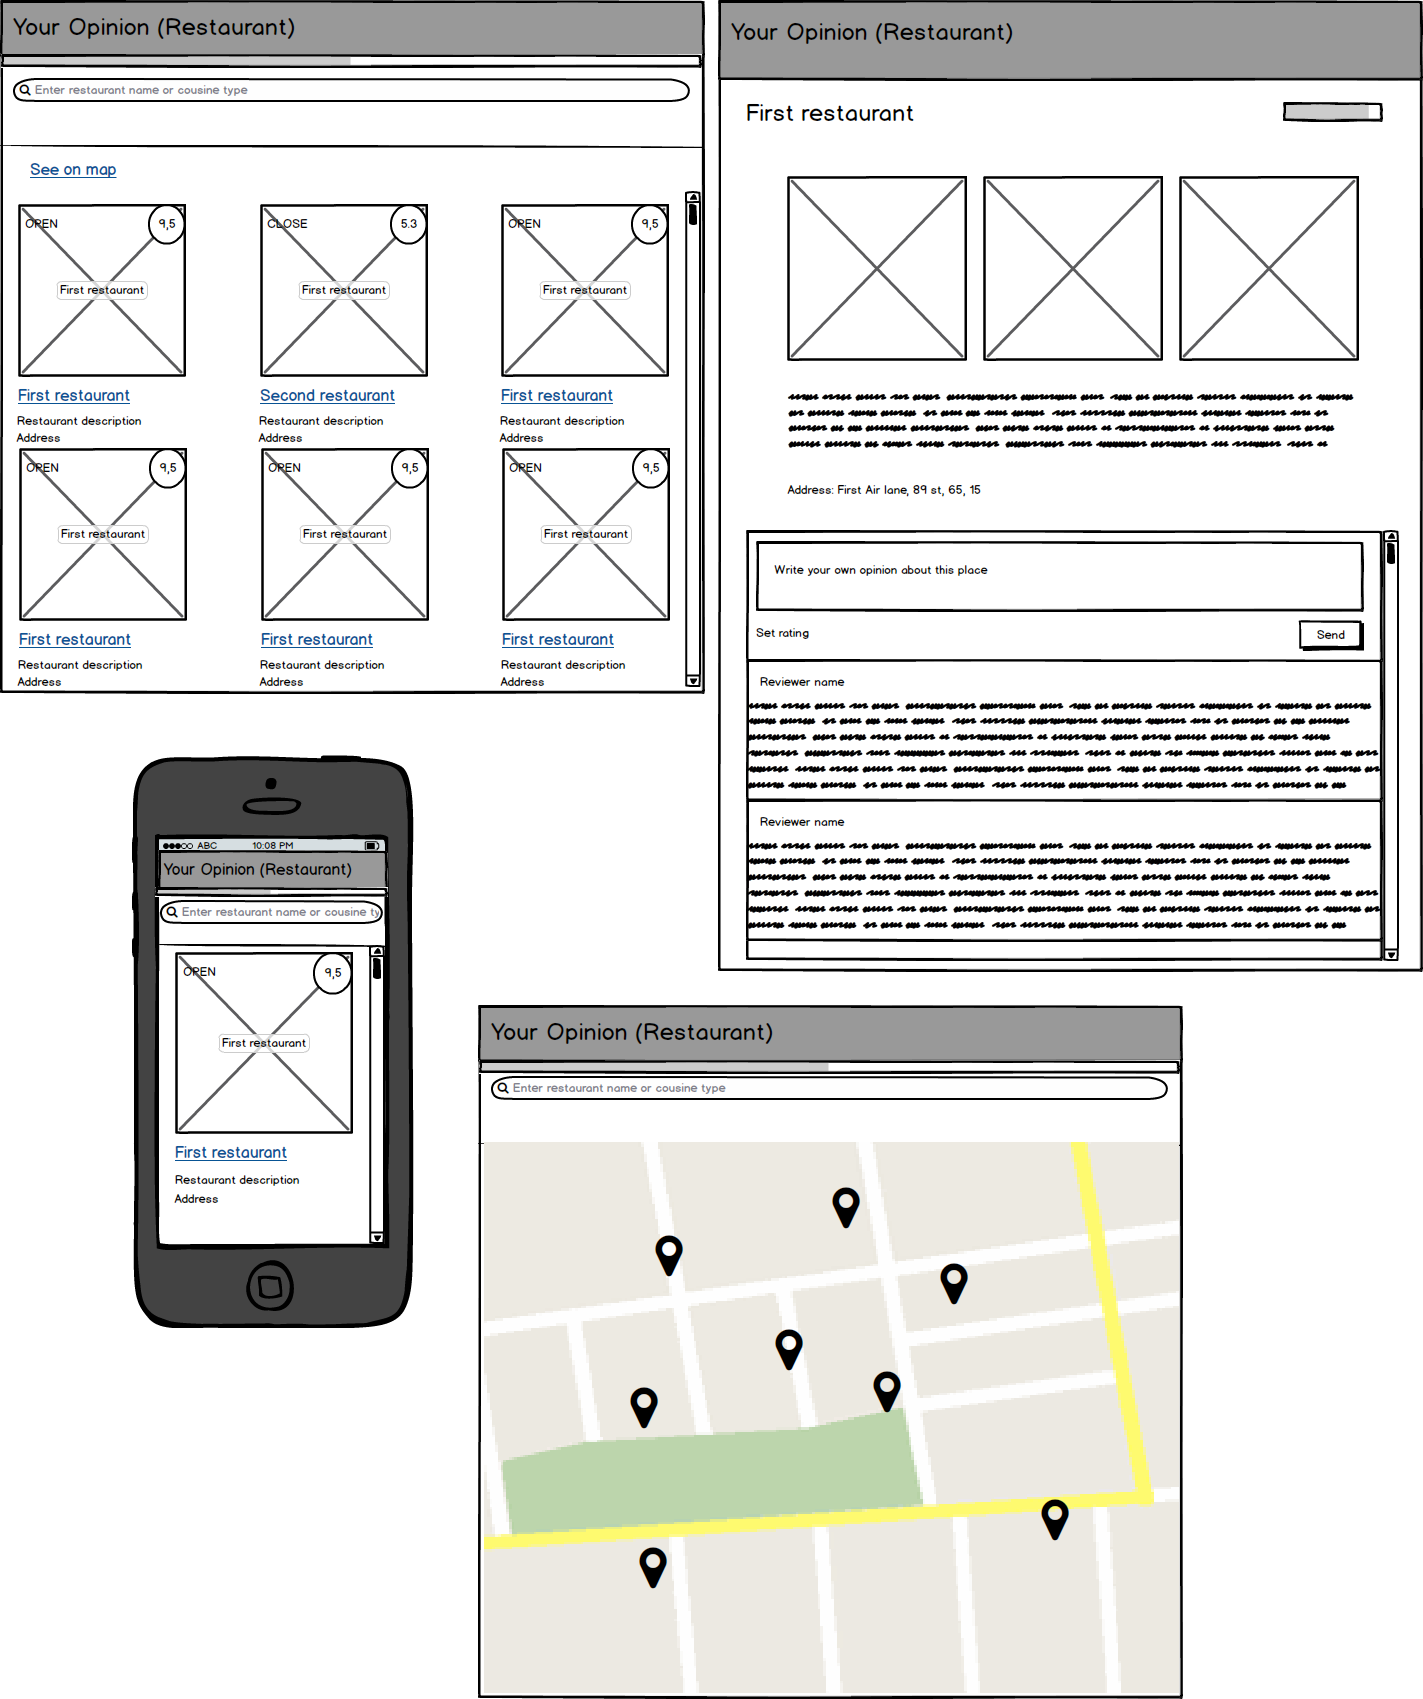 Your Opinion (Restaurant)
Enter restaurant name or cousine type
See on map
OPEN 9,5 CLOSE 5.3 OPEN 9,5
First restaurant First restaurant First restaurant
First restaurant Second restaurant First restaurant
Restaurant description Restaurant description Restaurant description
Address Address Address
OPEN 9,5 OPEN 9,5 OPEN 9,5
First restaurant First restaurant First restaurant
First restaurant First restaurant First restaurant
Restaurant description Restaurant description Restaurant description
Address Address Address
Your Opinion (Restaurant)
First restaurant
Address: First Air lane, 89 st, 65, 15
Write your own opinion about this place
Set rating Send
Reviewer name
Reviewer name
ABC 10:08 PM
Your Opinion (Restaurant)
Enter restaurant name or cousine ty
OPEN 9,5
First restaurant
First restaurant
Restaurant description
Address
Your Opinion (Restaurant)
Enter restaurant name or cousine type